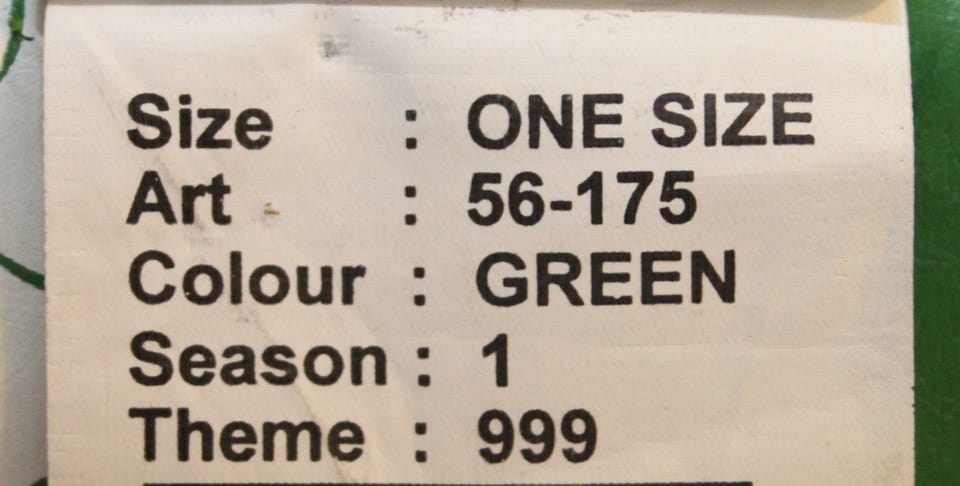 Size : ONE SIZE
Art : 56-175
Colour : GREEN
Season : 1
Theme : 999